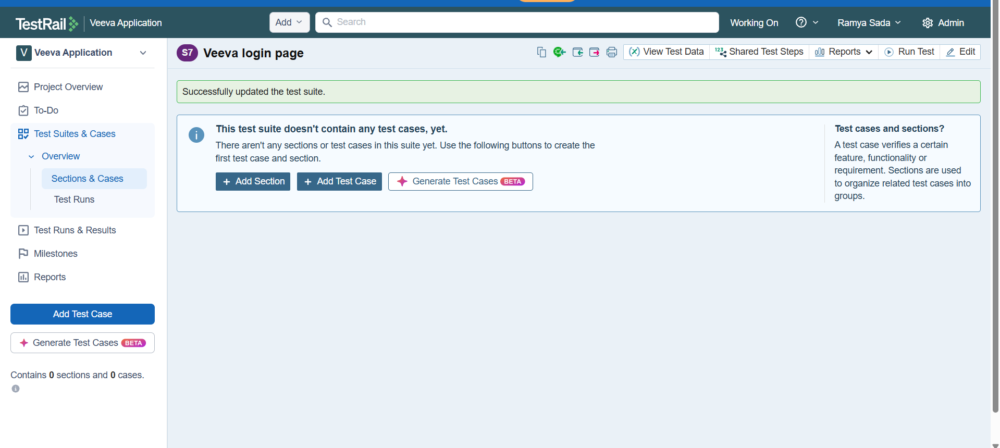 TestRail Veeva Application Add Search Working On Ramya Sada Admin
V Veeva Application
Project Overview
To-Do
Test Suites & Cases
Overview
Sections & Cases
Test Runs
Test Runs & Results
Milestones
Reports
Add Test Case
Generate Test Cases BETA
Contains 0 sections and 0 cases.
S7 Veeva login page
View Test Data
123 Shared Test Steps
Reports
Run Test
Edit
Successfully updated the test suite.
This test suite doesn't contain any test cases, yet.
There aren't any sections or test cases in this suite yet. Use the following buttons to create the
first test case and section.
+ Add Section
+ Add Test Case
Generate Test Cases BETA
Test cases and sections?
A test case verifies a certain
feature, functionality or
requirement. Sections are used
to organize related test cases into
groups.